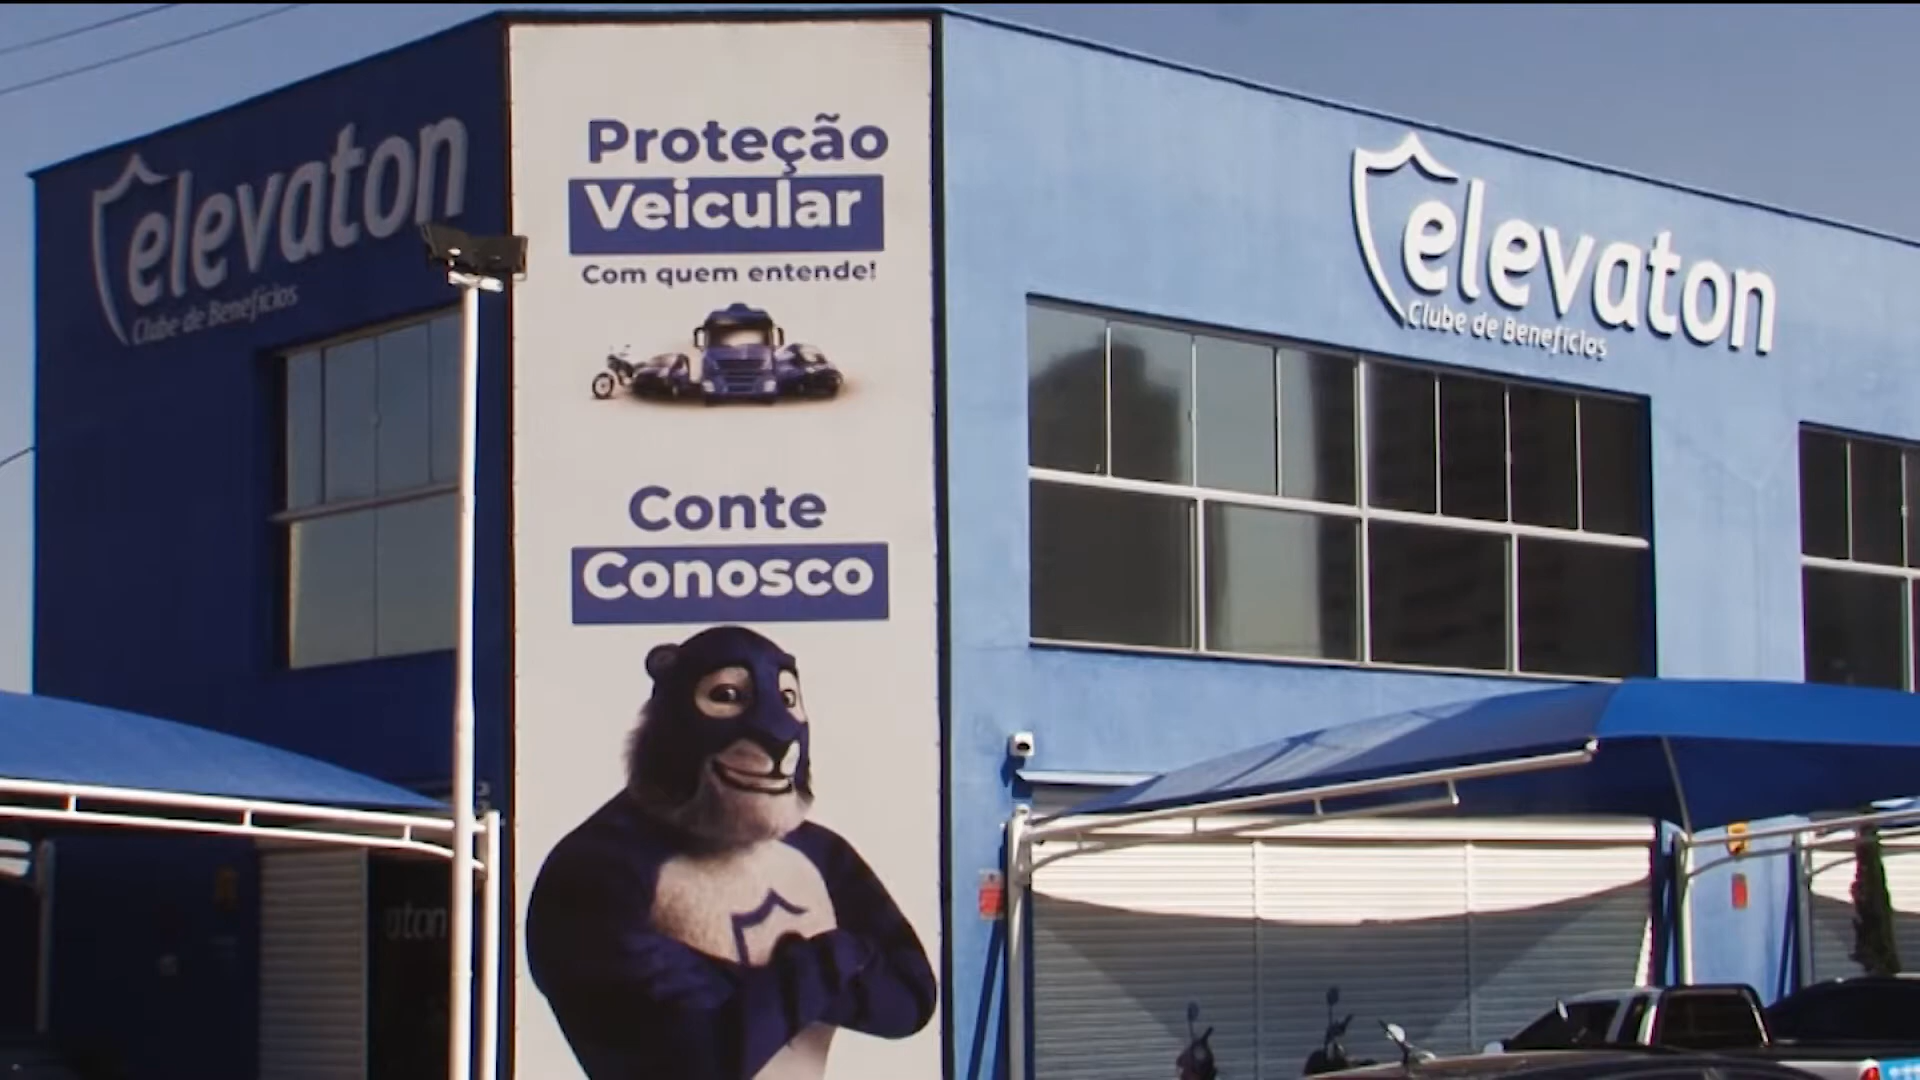 elevaton
Clube de Benefícios
Proteção
Veicular
Com quem entende!
Conte
Conosco
elevaton
Clube de Benefícios
aton